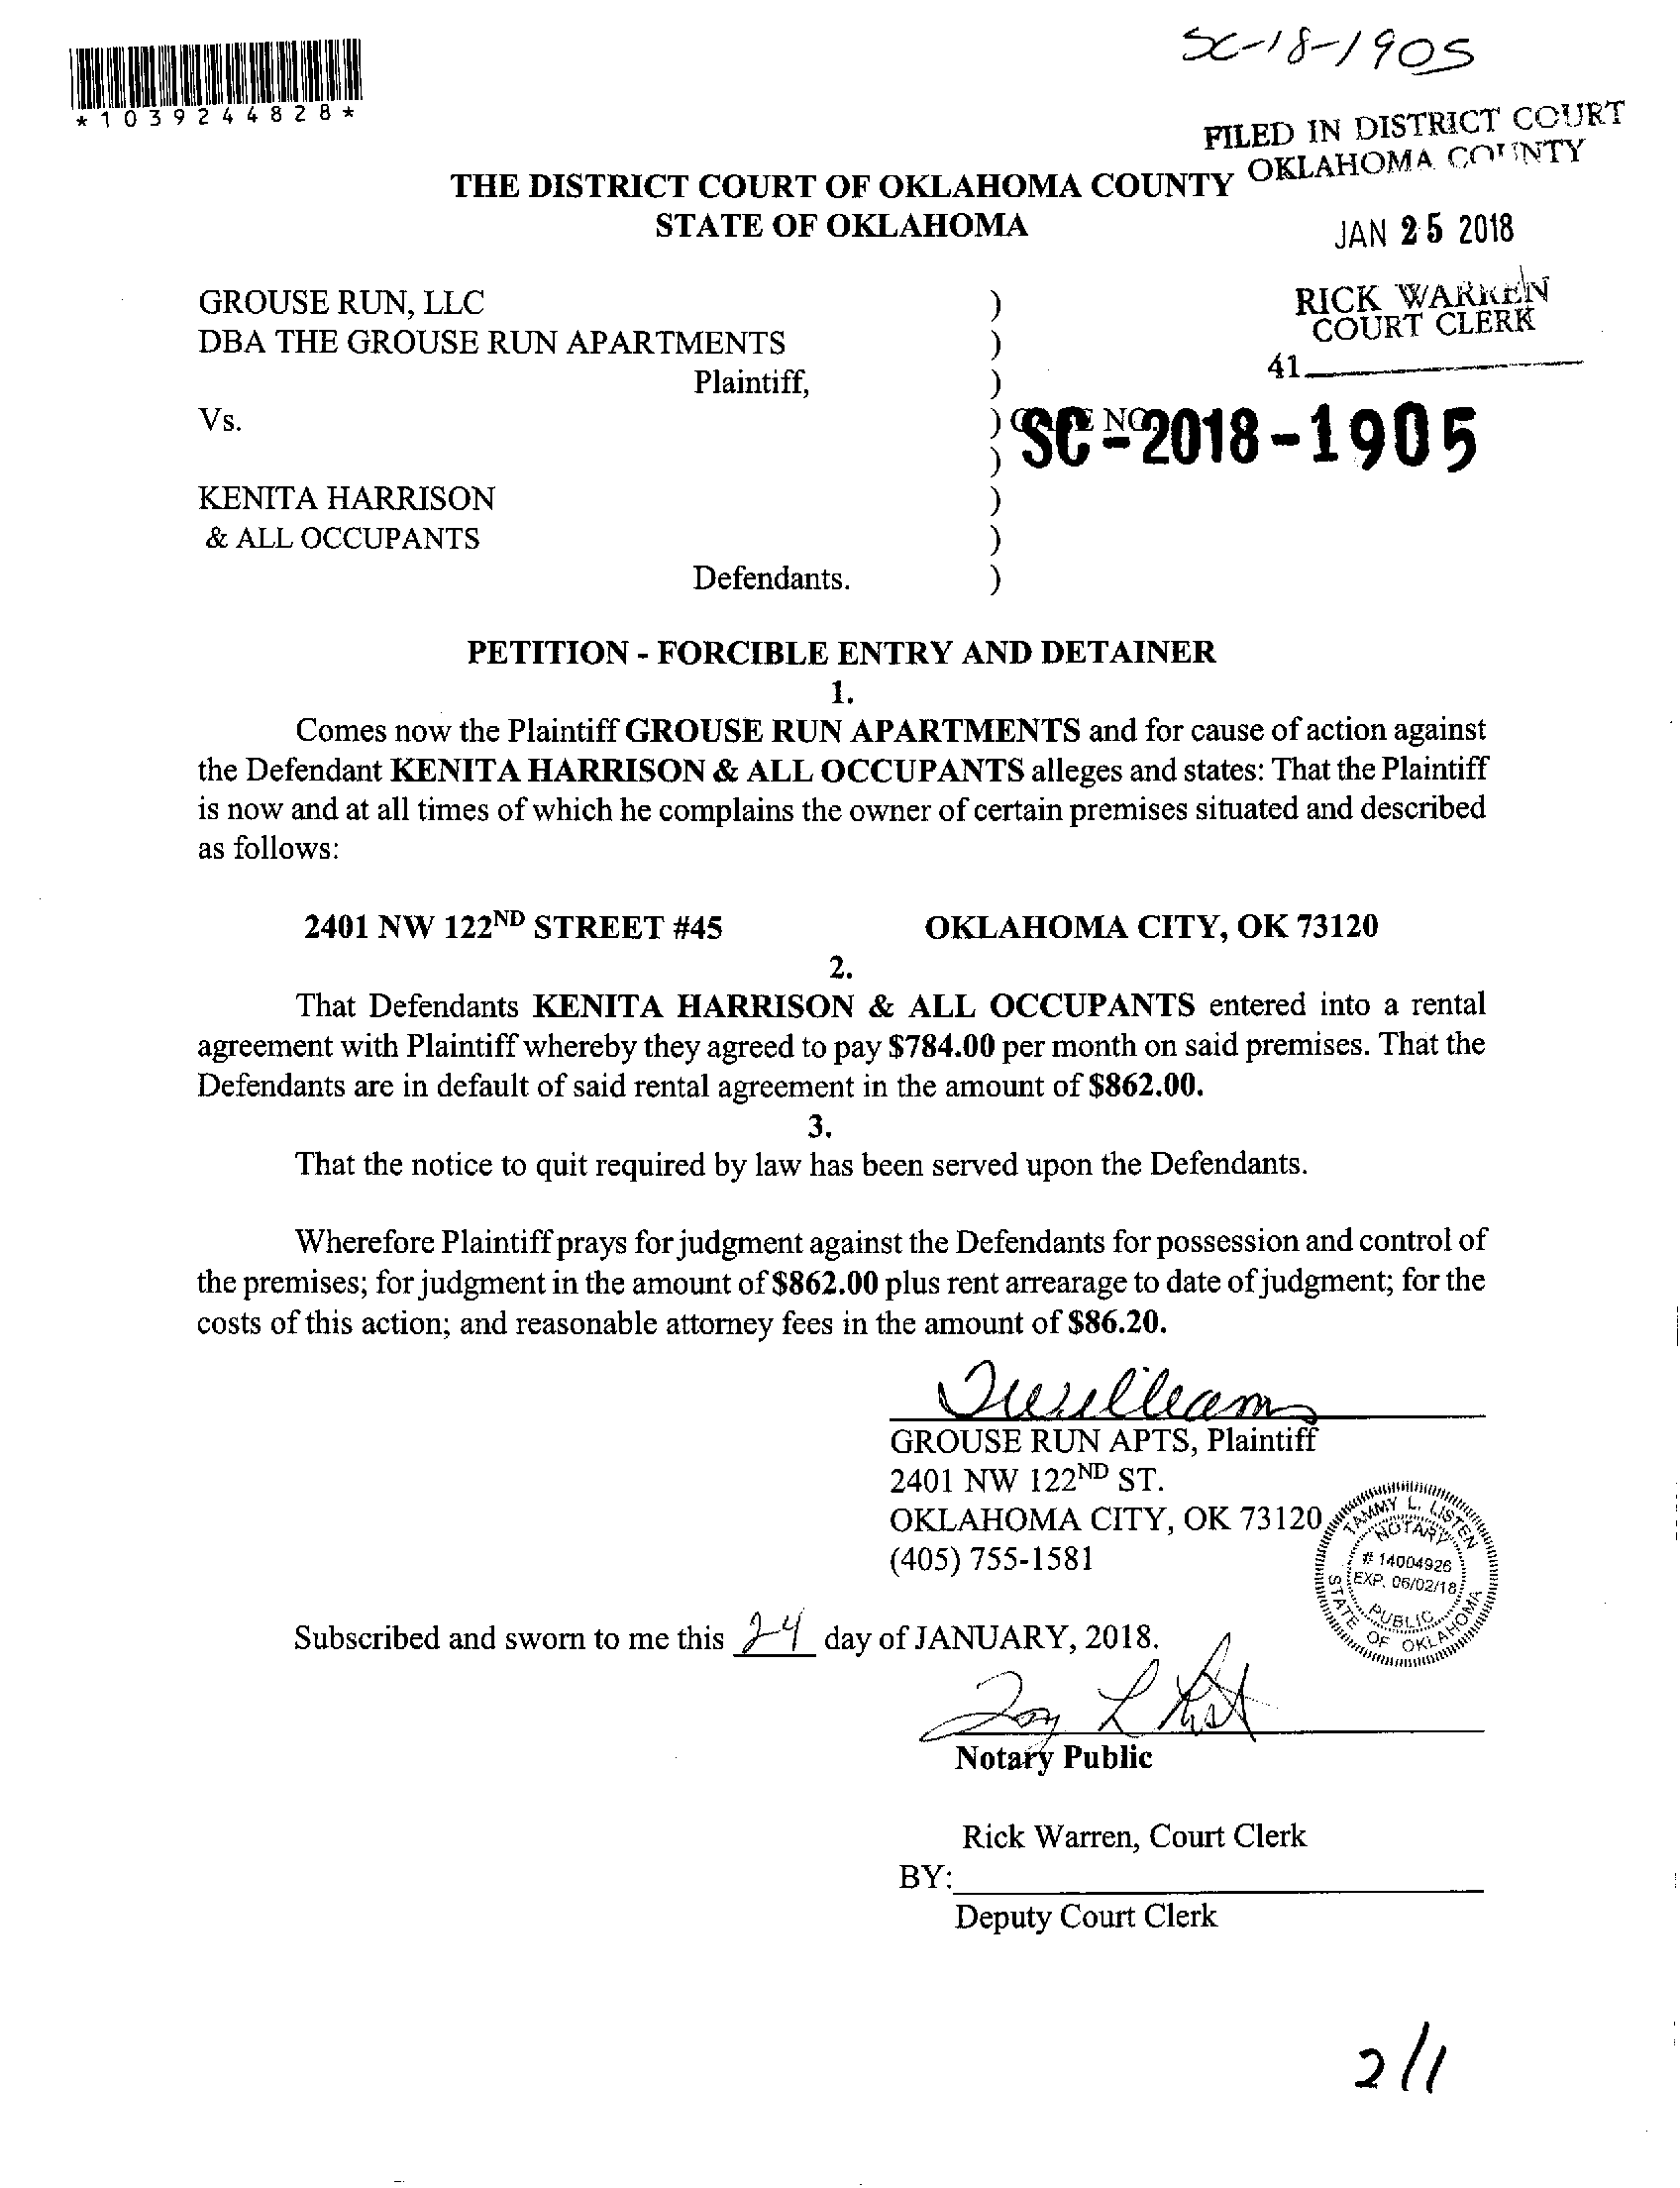 SC-18-1905
*1039244828*
FILED IN DISTRICT COURT
OKLAHOMA COUNTY
THE DISTRICT COURT OF OKLAHOMA COUNTY
STATE OF OKLAHOMA
JAN 25 2018
RICK WARREN
COURT CLERK
41
GROUSE RUN, LLC )
DBA THE GROUSE RUN APARTMENTS )
Plaintiff, )
Vs. ) NO
SC-2018-1905
)
KENITA HARRISON )
& ALL OCCUPANTS )
Defendants. )
PETITION - FORCIBLE ENTRY AND DETAINER
1.
Comes now the Plaintiff GROUSE RUN APARTMENTS and for cause of action against
the Defendant KENITA HARRISON & ALL OCCUPANTS alleges and states: That the Plaintiff
is now and at all times of which he complains the owner of certain premises situated and described
as follows:
2401 NW 122ND STREET #45 OKLAHOMA CITY, OK 73120
2.
That Defendants KENITA HARRISON & ALL OCCUPANTS entered into a rental
agreement with Plaintiff whereby they agreed to pay $784.00 per month on said premises. That the
Defendants are in default of said rental agreement in the amount of $862.00.
3.
That the notice to quit required by law has been served upon the Defendants.
Wherefore Plaintiff prays for judgment against the Defendants for possession and control of
the premises; for judgment in the amount of $862.00 plus rent arrearage to date of judgment; for the
costs of this action; and reasonable attorney fees in the amount of $86.20.
GROUSE RUN APTS, Plaintiff
2401 NW 122ND ST.
OKLAHOMA CITY, OK 73120
(405) 755-1581
TAMMY L. LISTEN
NOTARY
# 14004926
EXP. 06/02/18
PUBLIC
STATE OF OKLAHOMA
Subscribed and sworn to me this 24 day of JANUARY, 2018.
Notary Public
Rick Warren, Court Clerk
BY:
Deputy Court Clerk
2/1